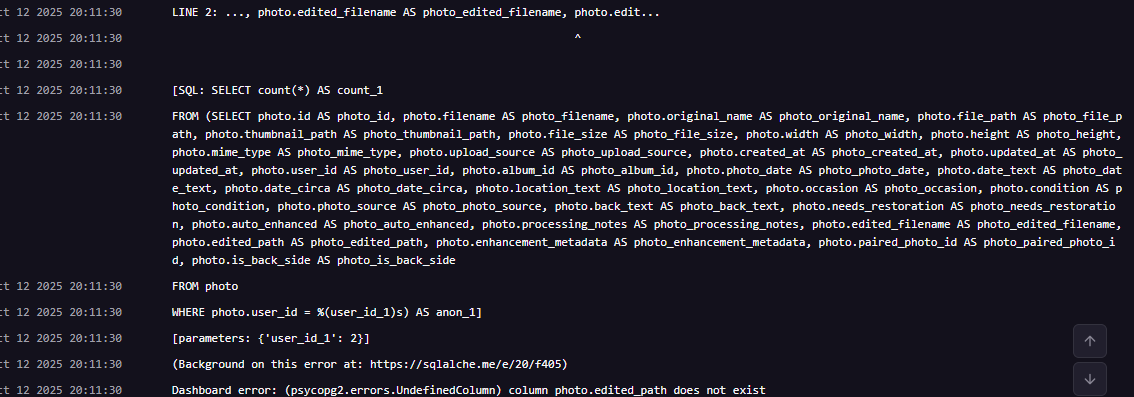 ct 12 2025 20:11:30 LINE 2: ..., photo.edited_filename AS photo_edited_filename, photo.edit...
ct 12 2025 20:11:30 ^
ct 12 2025 20:11:30
ct 12 2025 20:11:30 [SQL: SELECT count(*) AS count_1
ct 12 2025 20:11:30 FROM (SELECT photo.id AS photo_id, photo.filename AS photo_filename, photo.original_name AS photo_original_name, photo.file_path AS photo_file_p
ath, photo.thumbnail_path AS photo_thumbnail_path, photo.file_size AS photo_file_size, photo.width AS photo_width, photo.height AS photo_height,
photo.mime_type AS photo_mime_type, photo.upload_source AS photo_upload_source, photo.created_at AS photo_created_at, photo.updated_at AS photo_
updated_at, photo.user_id AS photo_user_id, photo.album_id AS photo_album_id, photo.photo_date AS photo_photo_date, photo.date_text AS photo_dat
e_text, photo.date_circa AS photo_date_circa, photo.location_text AS photo_location_text, photo.occasion AS photo_occasion, photo.condition AS p
hoto_condition, photo.photo_source AS photo_photo_source, photo.back_text AS photo_back_text, photo.needs_restoration AS photo_needs_restoratio
n, photo.auto_enhanced AS photo_auto_enhanced, photo.processing_notes AS photo_processing_notes, photo.edited_filename AS photo_edited_filename,
photo.edited_path AS photo_edited_path, photo.enhancement_metadata AS photo_enhancement_metadata, photo.paired_photo_id AS photo_paired_photo_i
d, photo.is_back_side AS photo_is_back_side
ct 12 2025 20:11:30 FROM photo
ct 12 2025 20:11:30 WHERE photo.user_id = %(user_id_1)s) AS anon_1]
ct 12 2025 20:11:30 [parameters: {'user_id_1': 2}]
ct 12 2025 20:11:30 (Background on this error at: https://sqlalche.me/e/20/f405)
ct 12 2025 20:11:30 Dashboard error: (psycopg2.errors.UndefinedColumn) column photo.edited_path does not exist